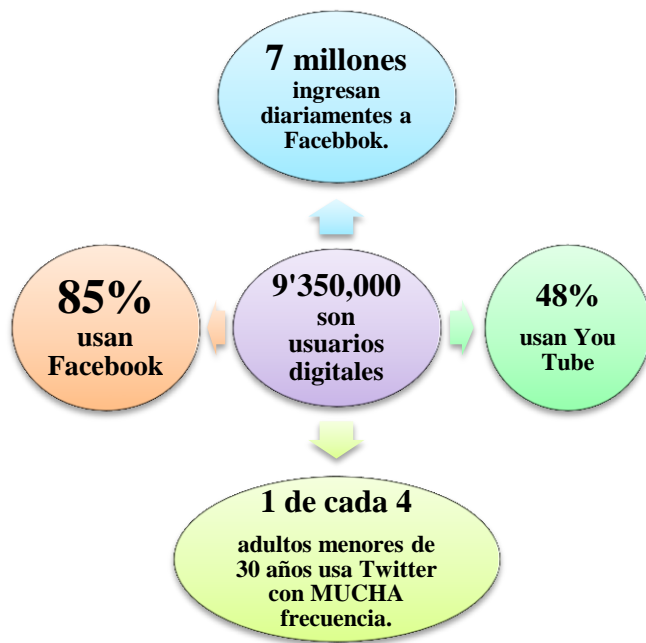 7 millones
ingresan
diariamentes a
Facebbok.
85%
usan
Facebook
9'350,000
son
usuarios
digitales
48%
usan You
Tube
1 de cada 4
adultos menores de
30 años usa Twitter
con MUCHA
frecuencia.